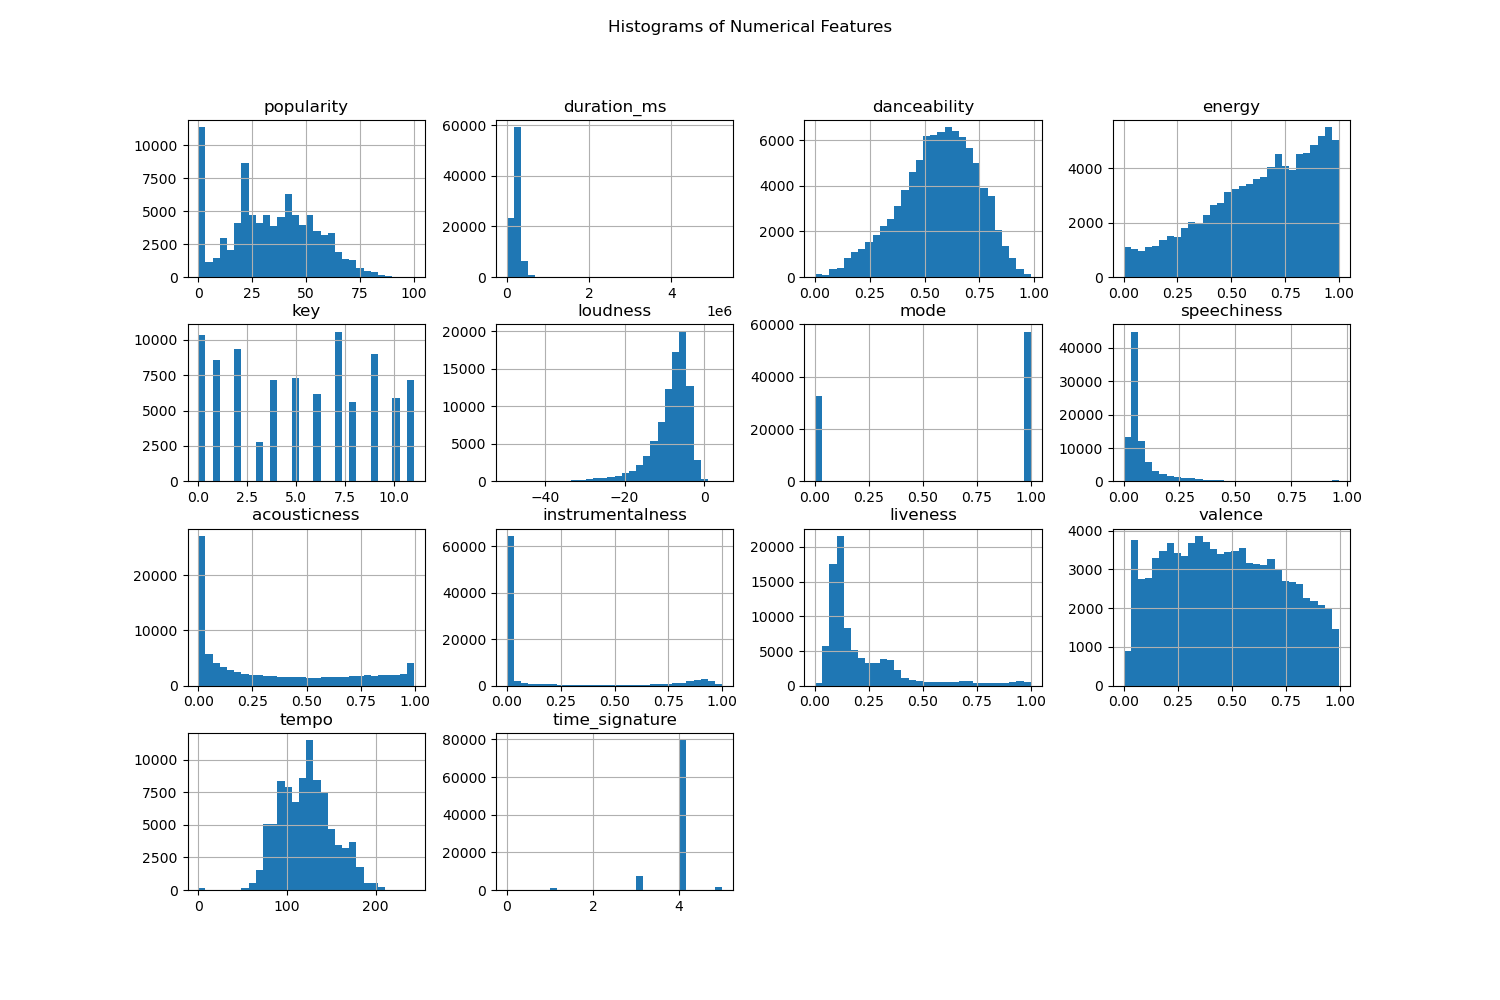 Histograms of Numerical Features
popularity
10000
7500
5000
2500
0
0 25 50 75 100
duration_ms
60000
40000
20000
0
0 2 4
1e6
danceability
6000
4000
2000
0
0.00 0.25 0.50 0.75 1.00
energy
4000
2000
0
0.00 0.25 0.50 0.75 1.00
key
10000
7500
5000
2500
0
0.0 2.5 5.0 7.5 10.0
loudness
20000
15000
10000
5000
0
−40 −20 0
mode
60000
40000
20000
0
0.00 0.25 0.50 0.75 1.00
speechiness
40000
30000
20000
10000
0
0.00 0.25 0.50 0.75 1.00
acousticness
20000
10000
0
0.00 0.25 0.50 0.75 1.00
instrumentalness
60000
40000
20000
0
0.00 0.25 0.50 0.75 1.00
liveness
20000
15000
10000
5000
0
0.00 0.25 0.50 0.75 1.00
valence
4000
3000
2000
1000
0
0.00 0.25 0.50 0.75 1.00
tempo
10000
7500
5000
2500
0
0 100 200
time_signature
80000
60000
40000
20000
0
0 2 4